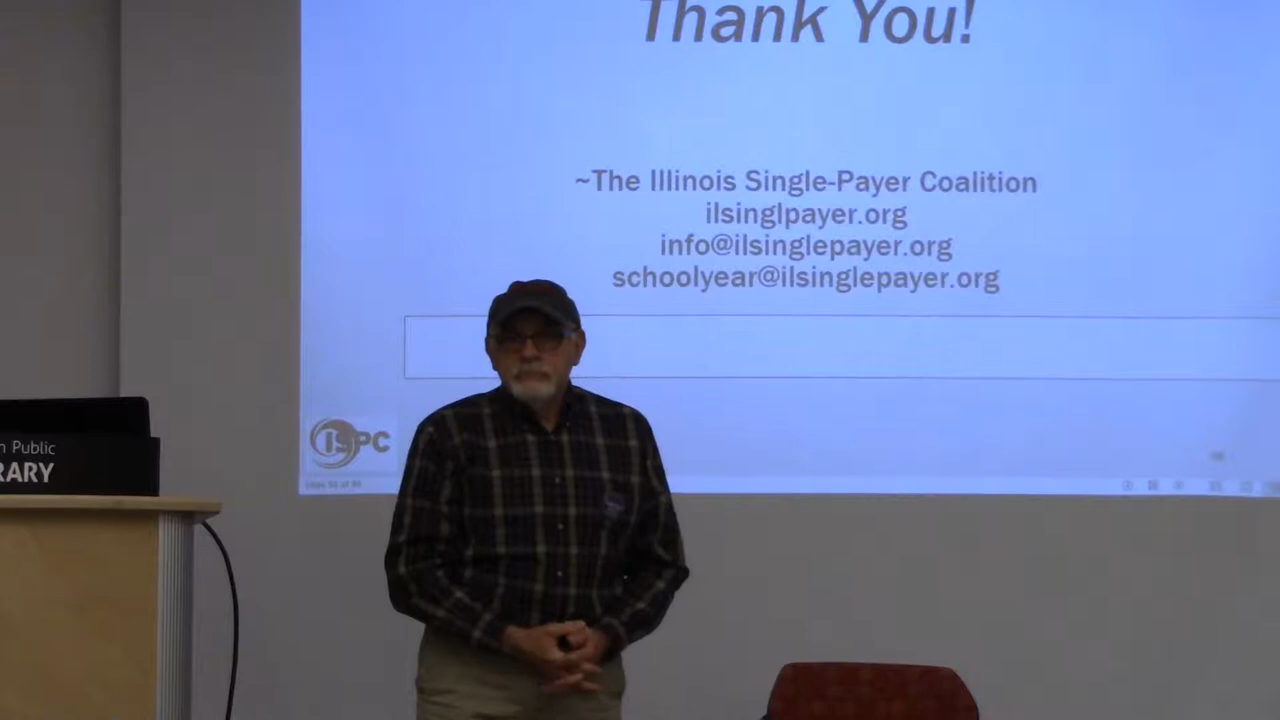 Thank You!
~The Illinois Single-Payer Coalition
ilsinglpayer.org
info@ilsinglepayer.org
schoolyear@ilsinglepayer.org
ISPC
n Public
RARY